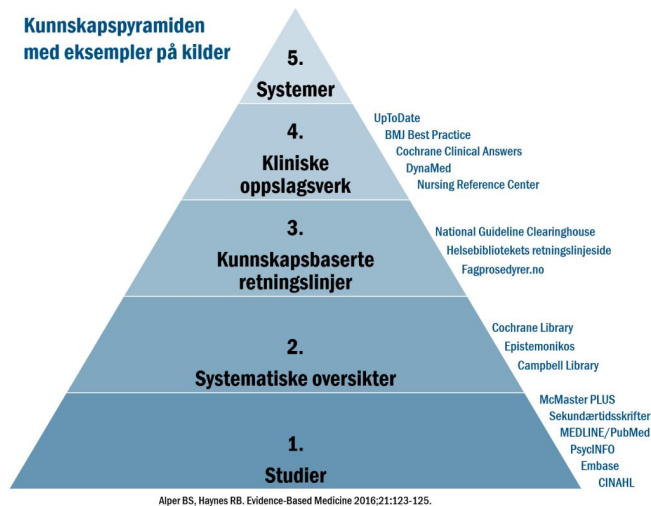 Kunnskapspyramiden
med eksempler på kilder
5.
Systemer
4.
Kliniske
oppslagsverk
UpToDate
BMJ Best Practice
Cochrane Clinical Answers
DynaMed
Nursing Reference Center
3.
Kunnskapsbaserte
retningslinjer
National Guideline Clearinghouse
Helsebibliotekets retningslinjeside
Fagprosedyrer.no
2.
Systematiske oversikter
Cochrane Library
Epistemonikos
Campbell Library
1.
Studier
McMaster PLUS
Sekundærtidsskrifter
MEDLINE/PubMed
PsycINFO
Embase
CINAHL
Alper BS, Haynes RB. Evidence-Based Medicine 2016;21:123-125.